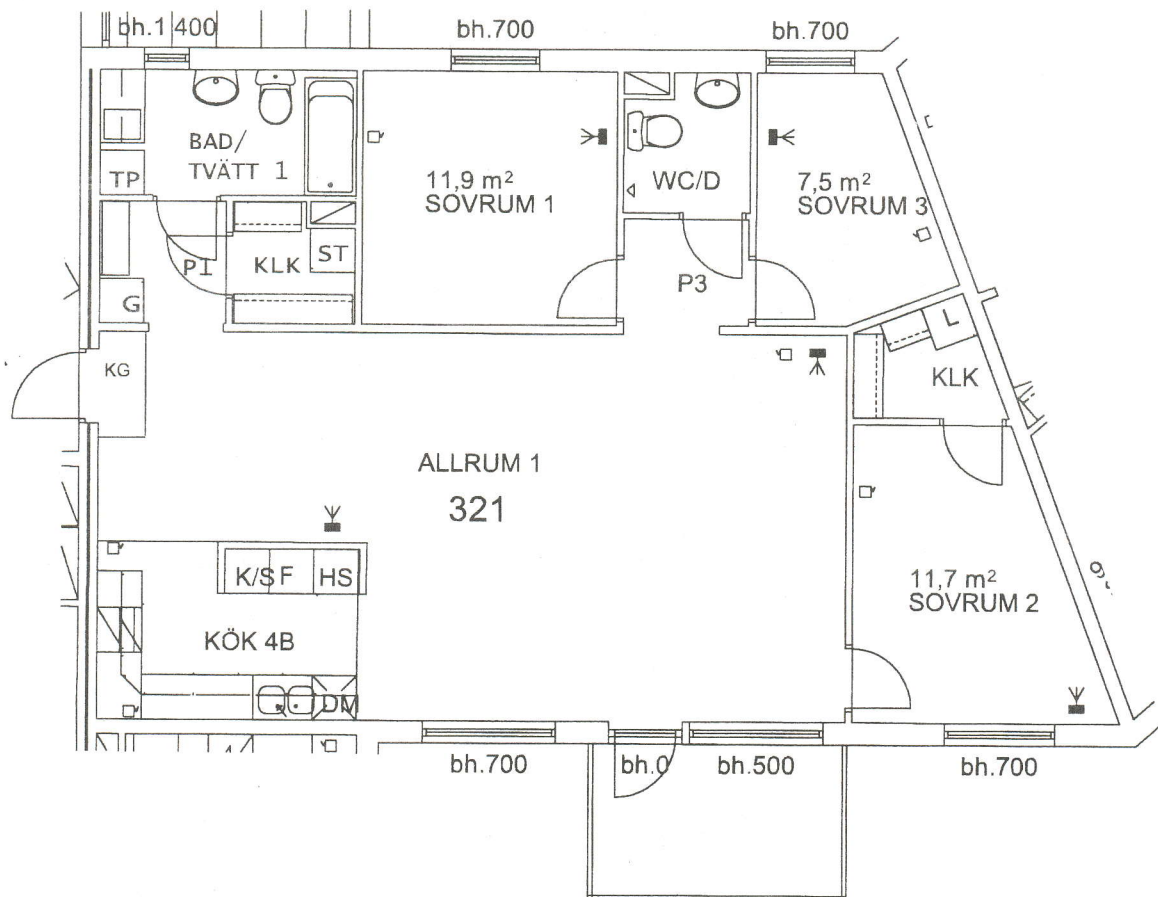 bh.1 400
bh.700
bh.700
BAD/
TVÄTT 1
TP
11,9 m²
SOVRUM 1
WC/D
7,5 m²
SOVRUM 3
PI
KLK
ST
G
P3
KG
L
KLK
ALLRUM 1
321
K/S F HS
11,7 m²
SOVRUM 2
KÖK 4B
DM
bh.700
bh.0
bh.500
bh.700